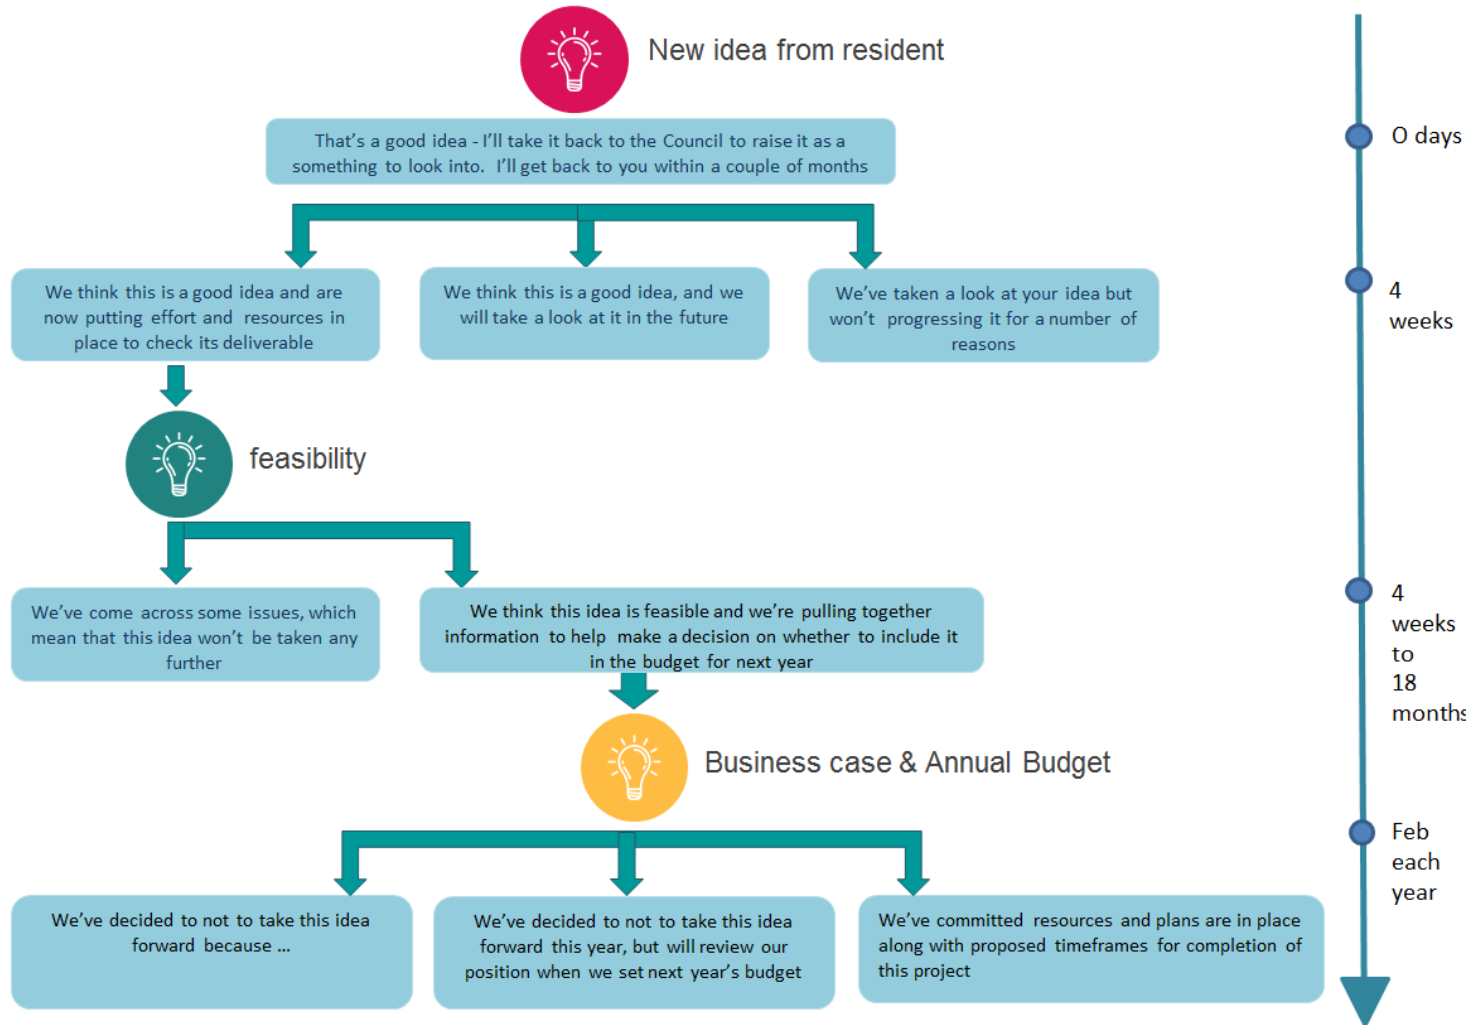 New idea from resident
That's a good idea - I'll take it back to the Council to raise it as a
something to look into. I'll get back to you within a couple of months
O days
We think this is a good idea and are
now putting effort and resources in
place to check its deliverable
We think this is a good idea, and we
will take a look at it in the future
We've taken a look at your idea but
won't progressing it for a number of
reasons
4
weeks
feasibility
We've come across some issues, which
mean that this idea won't be taken any
further
We think this idea is feasible and we're pulling together
information to help make a decision on whether to include it
in the budget for next year
4
weeks
to
18
months
Business case & Annual Budget
Feb
each
year
We've decided to not to take this idea
forward because ...
We've decided to not to take this idea
forward this year, but will review our
position when we set next year's budget
We've committed resources and plans are in place
along with proposed timeframes for completion of
this project